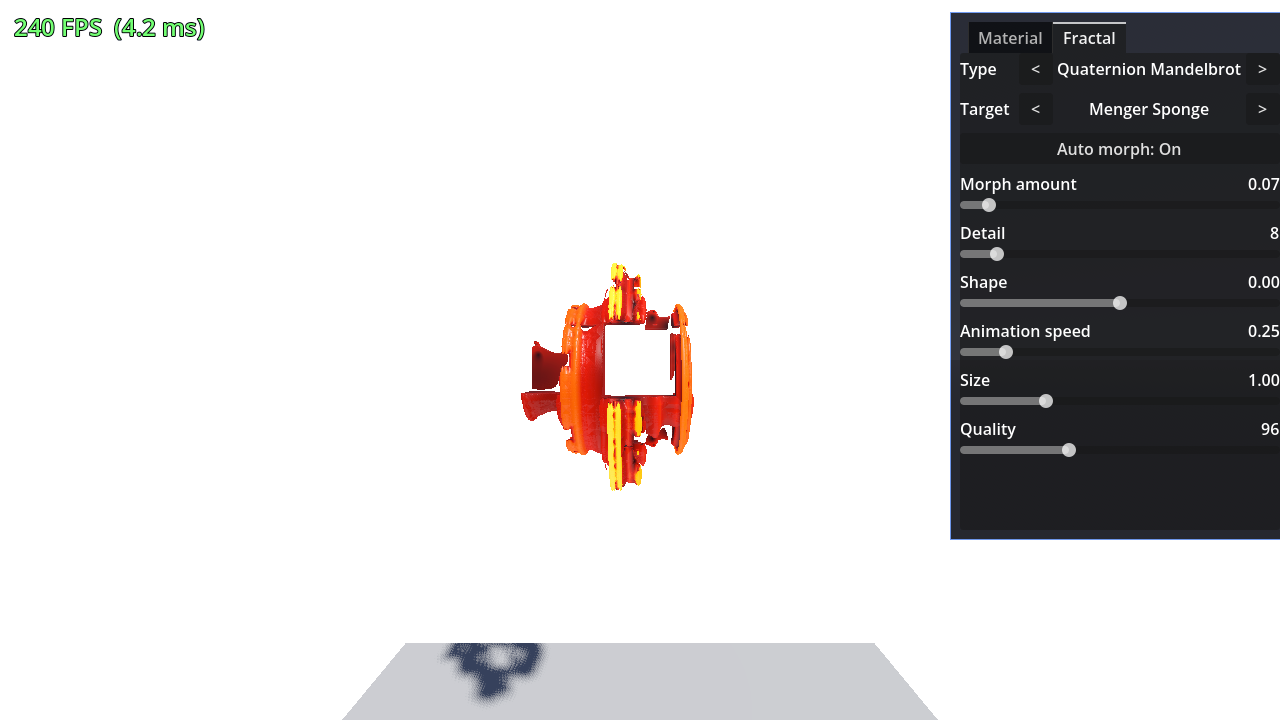 240 FPS (4.2 ms)
Material Fractal
Type < Quaternion Mandelbrot >
Target < Menger Sponge >
Auto morph: On
Morph amount 0.07
Detail 8
Shape 0.00
Animation speed 0.25
Size 1.00
Quality 96